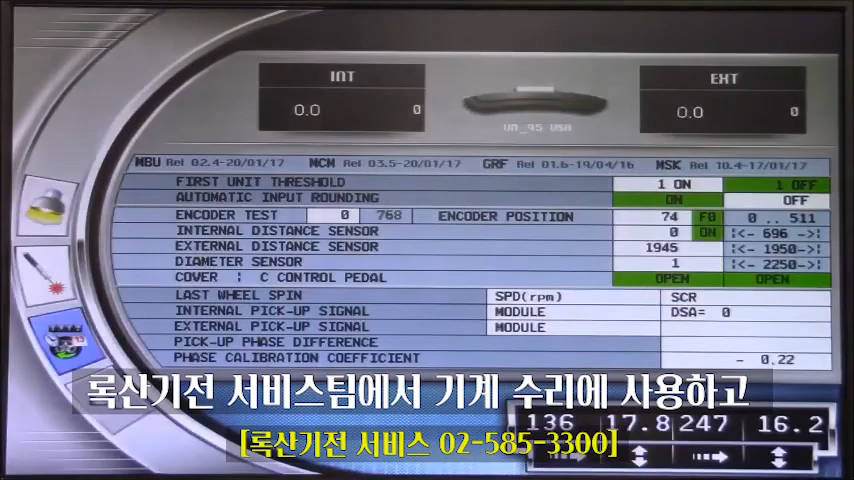 INT
EXT
0.0 0
0.0 0
UN_95 USA
MBU Rel 02.4-20/01/17 MCM Rel 03.5-20/01/17 GRF Rel 01.6-19/04/16 MSK Rel 10.4-17/01/17
FIRST UNIT THRESHOLD 1 ON 1 OFF
AUTOMATIC INPUT ROUNDING ON OFF
ENCODER TEST 0 768 ENCODER POSITION 74 F0 0 .. 511
INTERNAL DISTANCE SENSOR 0 ON |<- 696 ->|
EXTERNAL DISTANCE SENSOR 1945 |<- 1950->|
DIAMETER SENSOR 1 |<- 2250->|
COVER | C CONTROL PEDAL OPEN OPEN
LAST WHEEL SPIN SPD(rpm) SCR
INTERNAL PICK-UP SIGNAL MODULE DSA= 0
EXTERNAL PICK-UP SIGNAL MODULE
PICK-UP PHASE DIFFERENCE
PHASE CALIBRATION COEFFICIENT - 0.22
록산기전 서비스팀에서 기계 수리에 사용하고
136 17.8 247 16.2
[록산기전 서비스 02-585-3300]